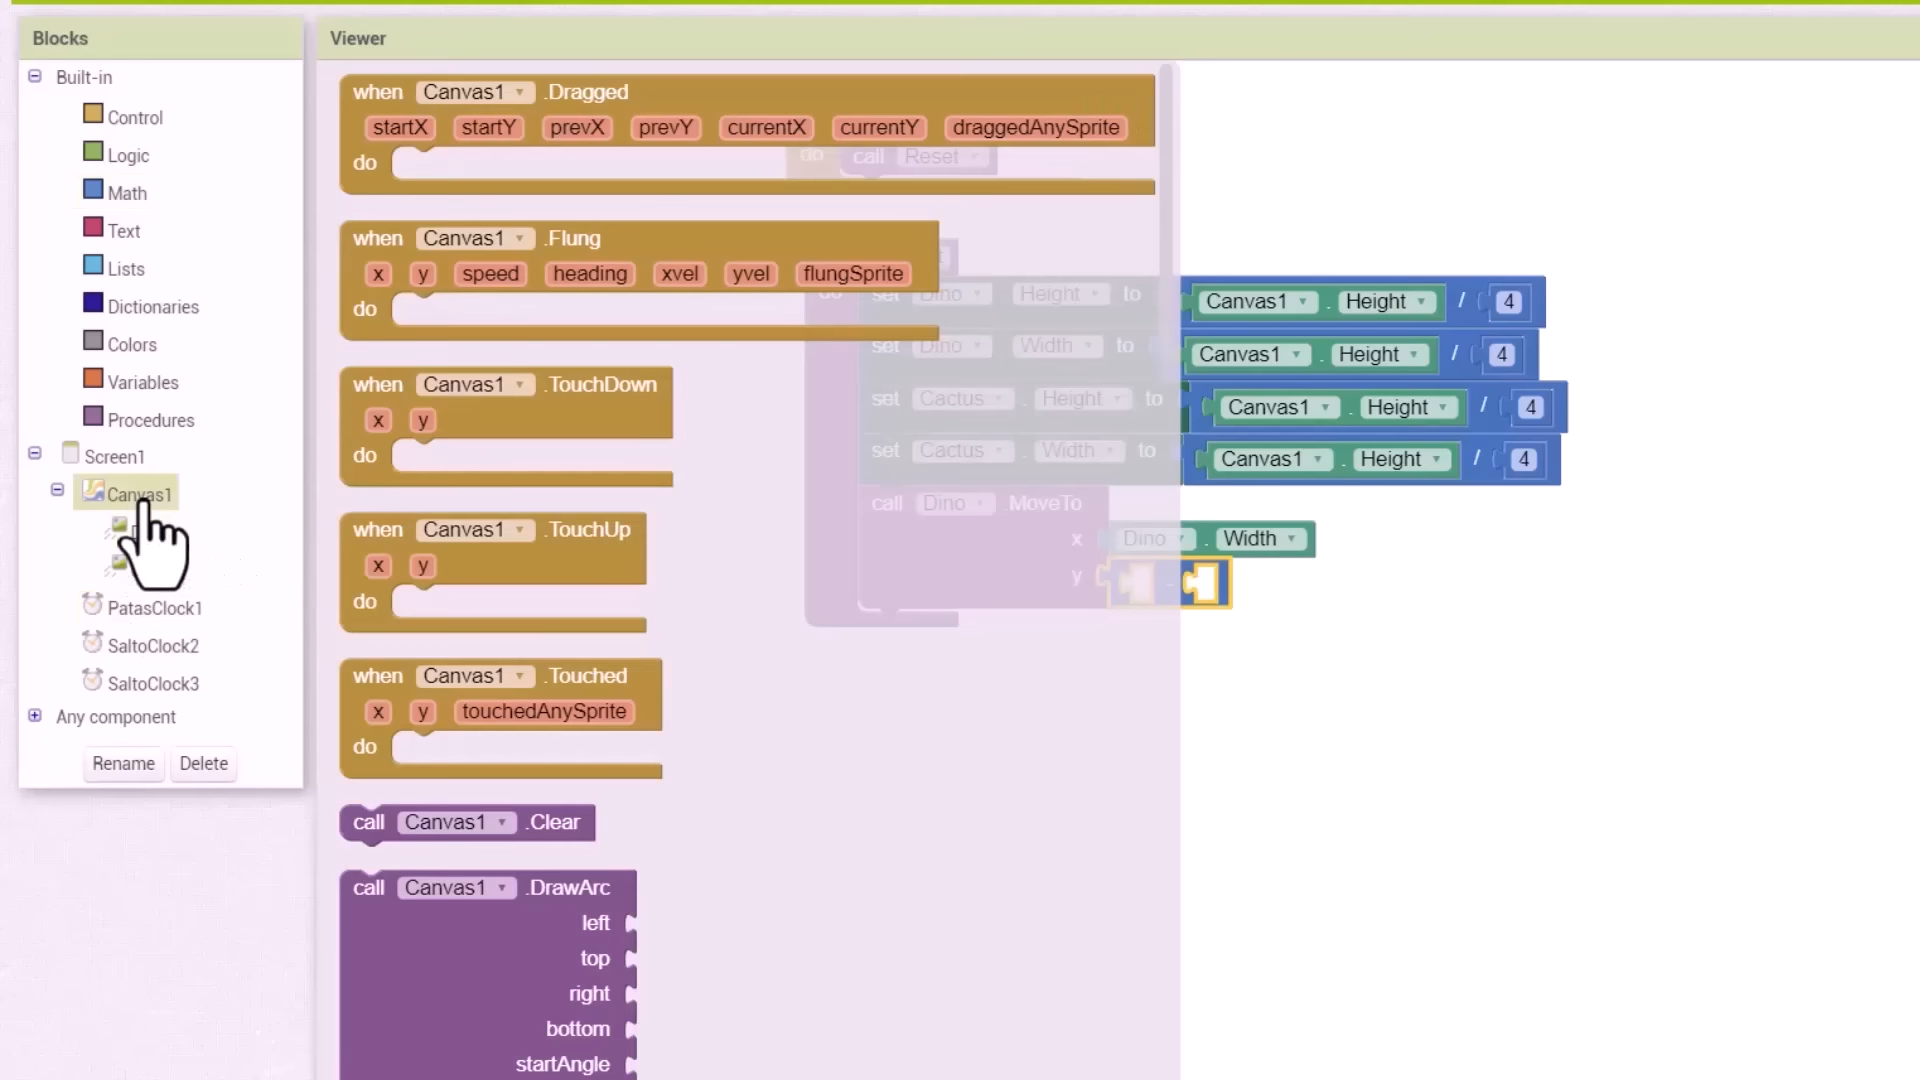 Blocks
Viewer
Built-in
Control
Logic
Math
Text
Lists
Dictionaries
Colors
Variables
Procedures
Screen1
Canvas1
PatasClock1
SaltoClock2
SaltoClock3
Any component
Rename Delete
when Canvas1 .Dragged
startX startY prevX prevY currentX currentY draggedAnySprite
do
when Canvas1 .Flung
x y speed heading xvel yvel flungSprite
do
when Canvas1 .TouchDown
x y
do
when Canvas1 .TouchUp
x y
do
when Canvas1 .Touched
x y touchedAnySprite
do
call Canvas1 .Clear
call Canvas1 .DrawArc
left
top
right
bottom
startAngle
do call Reset
do set Dino . Height to Canvas1 . Height / 4
set Dino . Width to Canvas1 . Height / 4
set Cactus . Height to Canvas1 . Height / 4
set Cactus . Width to Canvas1 . Height / 4
call Dino .MoveTo
x Dino . Width
y -